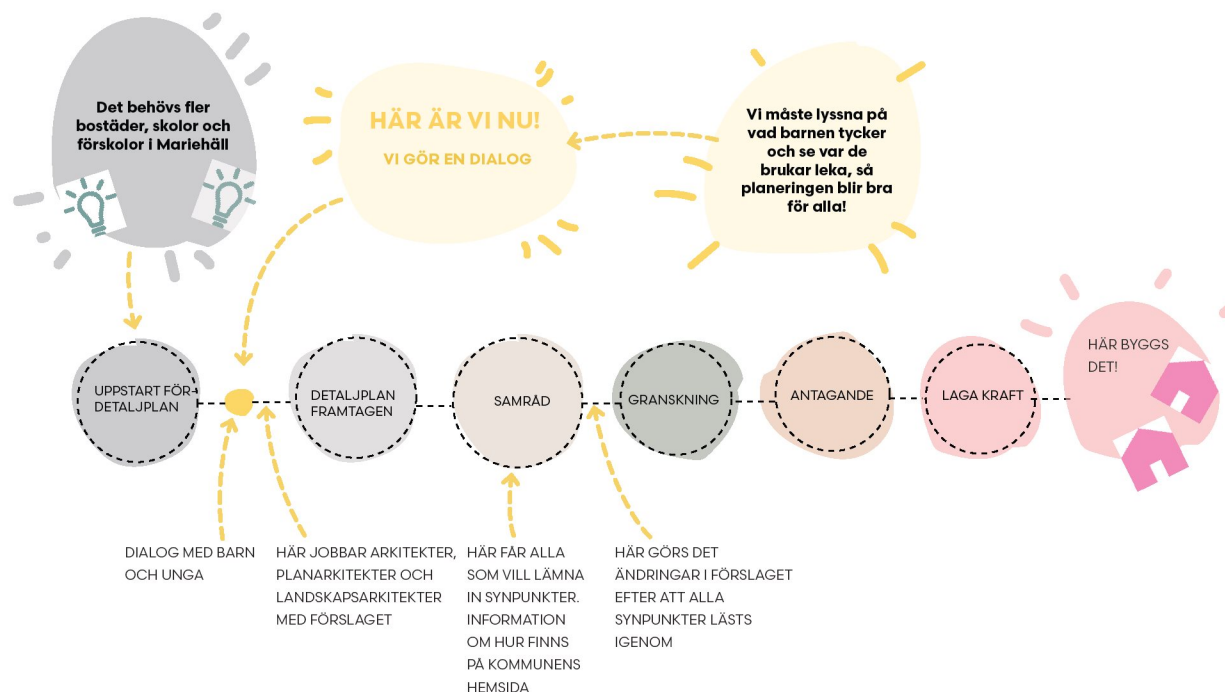 Det behövs fler
bostäder, skolor och
förskolor i Mariehäll
HÄR ÄR VI NU!
VI GÖR EN DIALOG
Vi måste lyssna på
vad barnen tycker
och se var de
brukar leka, så
planeringen blir bra
för alla!
UPPSTART FÖR
DETALJPLAN
DETALJPLAN
FRAMTAGEN
SAMRÅD
GRANSKNING
ANTAGANDE
LAGA KRAFT
HÄR BYGGS
DET!
DIALOG MED BARN
OCH UNGA
HÄR JOBBAR ARKITEKTER,
PLANARKITEKTER OCH
LANDSKAPSARKITEKTER
MED FÖRSLAGET
HÄR FÅR ALLA
SOM VILL LÄMNA
IN SYNPUNKTER.
INFORMATION
OM HUR FINNS
PÅ KOMMUNENS
HEMSIDA
HÄR GÖRS DET
ÄNDRINGAR I FÖRSLAGET
EFTER ATT ALLA
SYNPUNKTER LÄSTS
IGENOM